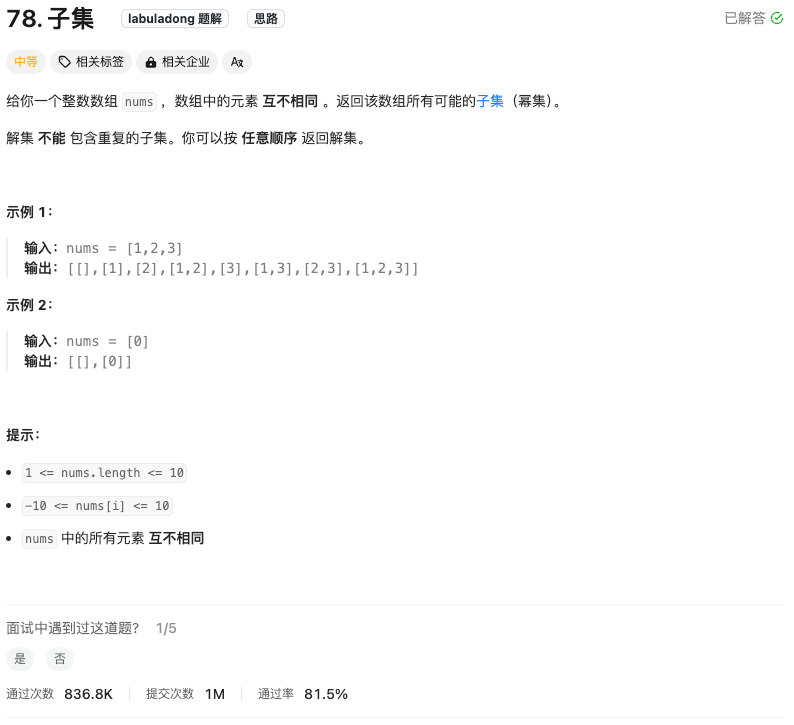 78. 子集 labuladong 题解 思路 已解答
中等 相关标签 相关企业 Az
给你一个整数数组 nums ，数组中的元素 互不相同 。返回该数组所有可能的子集（幂集）。
解集 不能 包含重复的子集。你可以按 任意顺序 返回解集。
示例 1：
输入：nums = [1,2,3]
输出：[[],[1],[2],[1,2],[3],[1,3],[2,3],[1,2,3]]
示例 2：
输入：nums = [0]
输出：[[],[0]]
提示：
1 <= nums.length <= 10
-10 <= nums[i] <= 10
nums 中的所有元素 互不相同
面试中遇到过这道题? 1/5
是 否
通过次数 836.8K 提交次数 1M 通过率 81.5%